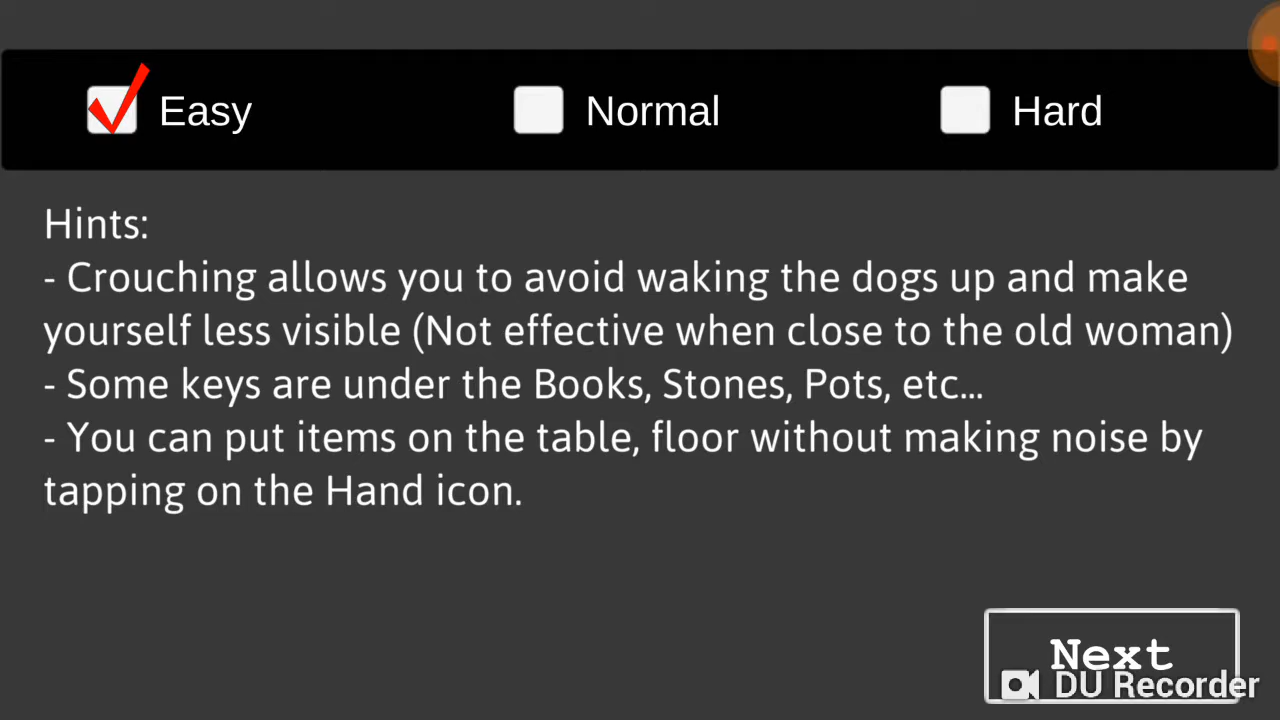 Easy Normal Hard
Hints:
- Crouching allows you to avoid waking the dogs up and make
yourself less visible (Not effective when close to the old woman)
- Some keys are under the Books, Stones, Pots, etc...
- You can put items on the table, floor without making noise by
tapping on the Hand icon.
Next
DU Recorder